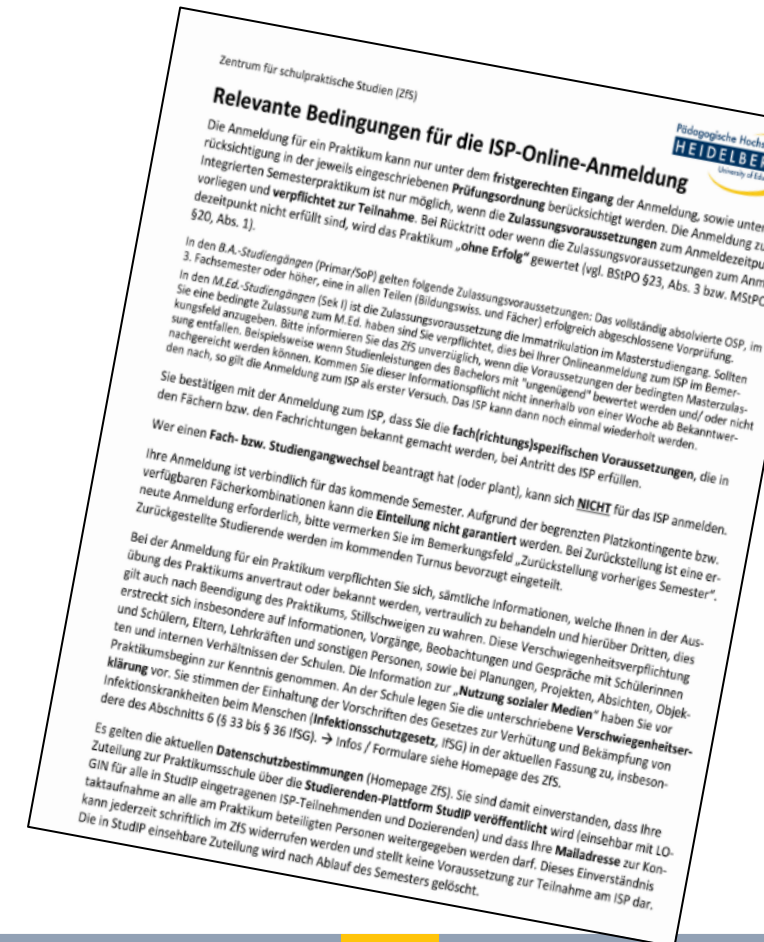 Zentrum für schulpraktische Studien (ZfS)
Pädagogische Hochs
HEIDELBER
University of Edu
Relevante Bedingungen für die ISP-Online-Anmeldung
Die Anmeldung für ein Praktikum kann nur unter dem fristgerechten Eingang der Anmeldung, sowie unter
rücksichtigung in der jeweils eingeschriebenen Prüfungsordnung berücksichtigt werden. Die Anmeldung zu
Integrierten Semesterpraktikum ist nur möglich, wenn die Zulassungsvoraussetzungen zum Anmeldezeitpu
vorliegen und verpflichtet zur Teilnahme. Bei Rücktritt oder wenn die Zulassungsvoraussetzungen zum Anm
dezeitpunkt nicht erfüllt sind, wird das Praktikum „ohne Erfolg“ gewertet (vgl. BStPO §23, Abs. 3 bzw. MStPO
§20, Abs. 1).
In den B.A.-Studiengängen (Primar/SoP) gelten folgende Zulassungsvoraussetzungen: Das vollständig absolvierte OSP, im
3. Fachsemester oder höher, eine in allen Teilen (Bildungswiss. und Fächer) erfolgreich abgeschlossene Vorprüfung.
In den M.Ed.-Studiengängen (Sek I) ist die Zulassungsvoraussetzung die Immatrikulation im Masterstudiengang. Sollten
Sie eine bedingte Zulassung zum M.Ed. haben sind Sie verpflichtet, dies bei Ihrer Onlineanmeldung zum ISP im Bemer-
kungsfeld anzugeben. Bitte informieren Sie das ZfS unverzüglich, wenn die Voraussetzungen der bedingten Masterzulas-
sung entfallen. Beispielsweise wenn Studienleistungen des Bachelors mit "ungenügend" bewertet werden und/ oder nicht
nachgereicht werden können. Kommen Sie dieser Informationspflicht nicht innerhalb von einer Woche ab Bekanntwer-
den nach, so gilt die Anmeldung zum ISP als erster Versuch. Das ISP kann dann noch einmal wiederholt werden.
Sie bestätigen mit der Anmeldung zum ISP, dass Sie die fach(richtungs)spezifischen Voraussetzungen, die in
den Fächern bzw. den Fachrichtungen bekannt gemacht werden, bei Antritt des ISP erfüllen.
Wer einen Fach- bzw. Studiengangwechsel beantragt hat (oder plant), kann sich NICHT für das ISP anmelden.
Ihre Anmeldung ist verbindlich für das kommende Semester. Aufgrund der begrenzten Platzkontingente bzw.
verfügbaren Fächerkombinationen kann die Einteilung nicht garantiert werden. Bei Zurückstellung ist eine er-
neute Anmeldung erforderlich, bitte vermerken Sie im Bemerkungsfeld „Zurückstellung vorheriges Semester“.
Zurückgestellte Studierende werden im kommenden Turnus bevorzugt eingeteilt.
Bei der Anmeldung für ein Praktikum verpflichten Sie sich, sämtliche Informationen, welche Ihnen in der Aus-
übung des Praktikums anvertraut oder bekannt werden, vertraulich zu behandeln und hierüber Dritten, dies
gilt auch nach Beendigung des Praktikums, Stillschweigen zu wahren. Diese Verschwiegenheitsverpflichtung
erstreckt sich insbesondere auf Informationen, Vorgänge, Beobachtungen und Gespräche mit Schülerinnen
und Schülern, Eltern, Lehrkräften und sonstigen Personen, sowie bei Planungen, Projekten, Absichten, Objek-
ten und internen Verhältnissen der Schulen. Die Information zur „Nutzung sozialer Medien“ haben Sie vor
Praktikumsbeginn zur Kenntnis genommen. An der Schule legen Sie die unterschriebene Verschwiegenheitser-
klärung vor. Sie stimmen der Einhaltung der Vorschriften des Gesetzes zur Verhütung und Bekämpfung von
Infektionskrankheiten beim Menschen (Infektionsschutzgesetz, IfSG) in der aktuellen Fassung zu, insbeson-
dere des Abschnitts 6 (§ 33 bis § 36 IfSG). → Infos / Formulare siehe Homepage des ZfS.
Es gelten die aktuellen Datenschutzbestimmungen (Homepage ZfS). Sie sind damit einverstanden, dass Ihre
Zuteilung zur Praktikumsschule über die Studierenden-Plattform StudIP veröffentlicht wird (einsehbar mit LO-
GIN für alle in StudIP eingetragenen ISP-Teilnehmenden und Dozierenden) und dass Ihre Mailadresse zur Kon-
taktaufnahme an alle am Praktikum beteiligten Personen weitergegeben werden darf. Dieses Einverständnis
kann jederzeit schriftlich im ZfS widerrufen werden und stellt keine Voraussetzung zur Teilnahme am ISP dar.
Die in StudIP einsehbare Zuteilung wird nach Ablauf des Semesters gelöscht.